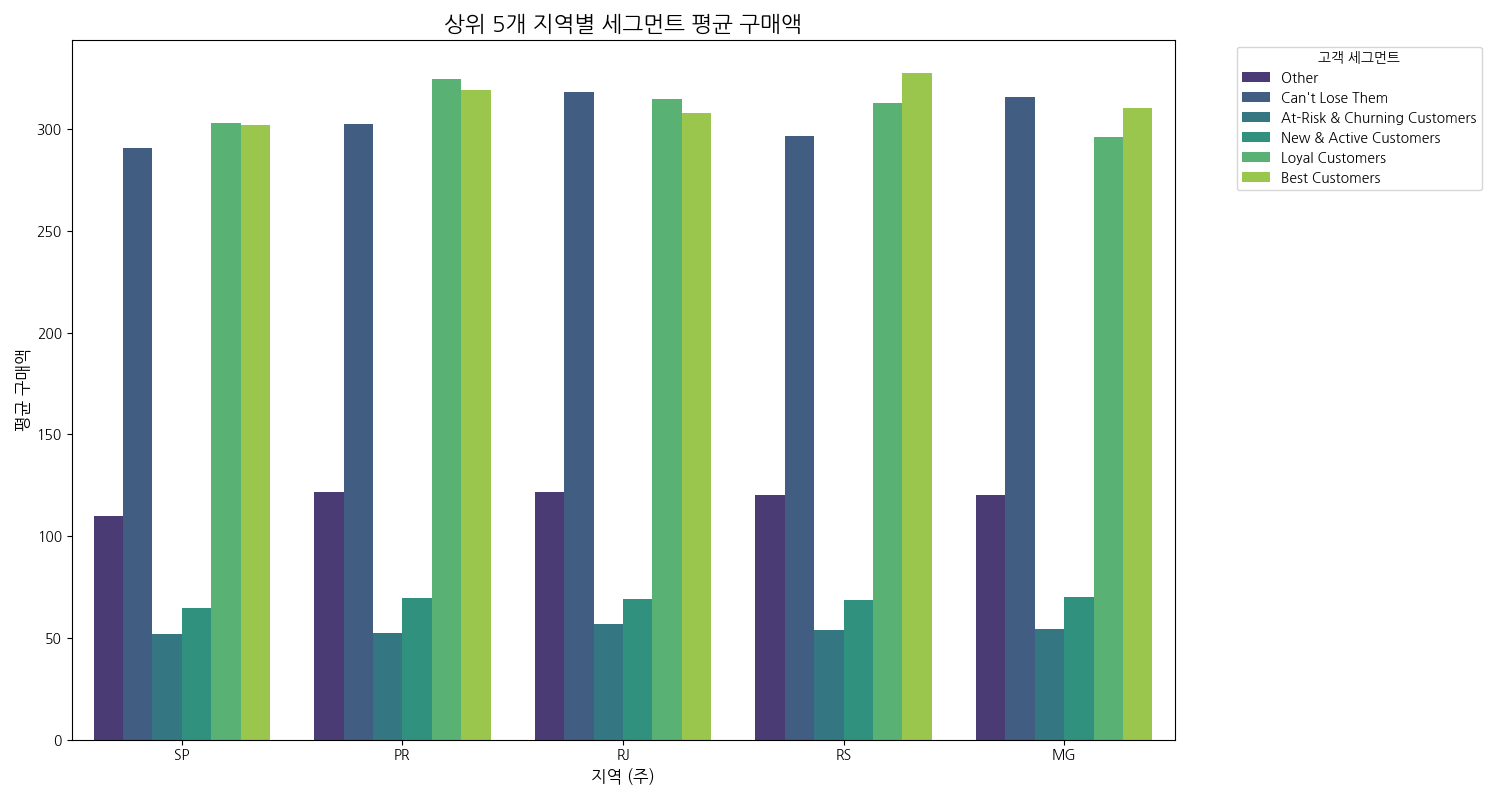 상위 5개 지역별 세그먼트 평균 구매액
고객 세그먼트
Other
Can't Lose Them
At-Risk & Churning Customers
New & Active Customers
Loyal Customers
Best Customers
평균 구매액
300
250
200
150
100
50
0
SP PR RJ RS MG
지역 (주)